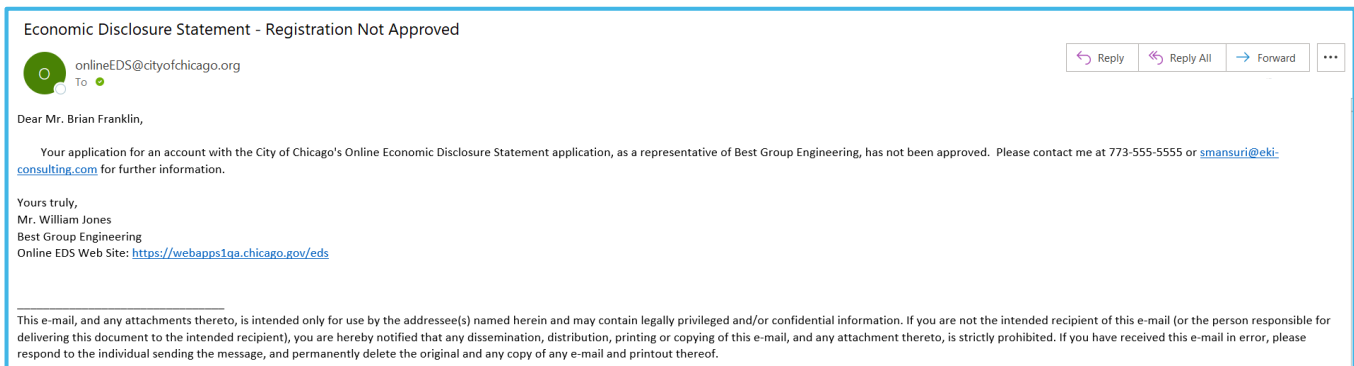 Economic Disclosure Statement - Registration Not Approved
O
onlineEDS@cityofchicago.org
To
Reply
Reply All
Forward
Dear Mr. Brian Franklin,
Your application for an account with the City of Chicago's Online Economic Disclosure Statement application, as a representative of Best Group Engineering, has not been approved.  Please contact me at 773-555-5555 or smansuri@eki-
consulting.com for further information.
Yours truly,
Mr. William Jones
Best Group Engineering
Online EDS Web Site: https://webapps1qa.chicago.gov/eds
This e-mail, and any attachments thereto, is intended only for use by the addressee(s) named herein and may contain legally privileged and/or confidential information. If you are not the intended recipient of this e-mail (or the person responsible for
delivering this document to the intended recipient), you are hereby notified that any dissemination, distribution, printing or copying of this e-mail, and any attachment thereto, is strictly prohibited. If you have received this e-mail in error, please
respond to the individual sending the message, and permanently delete the original and any copy of any e-mail and printout thereof.